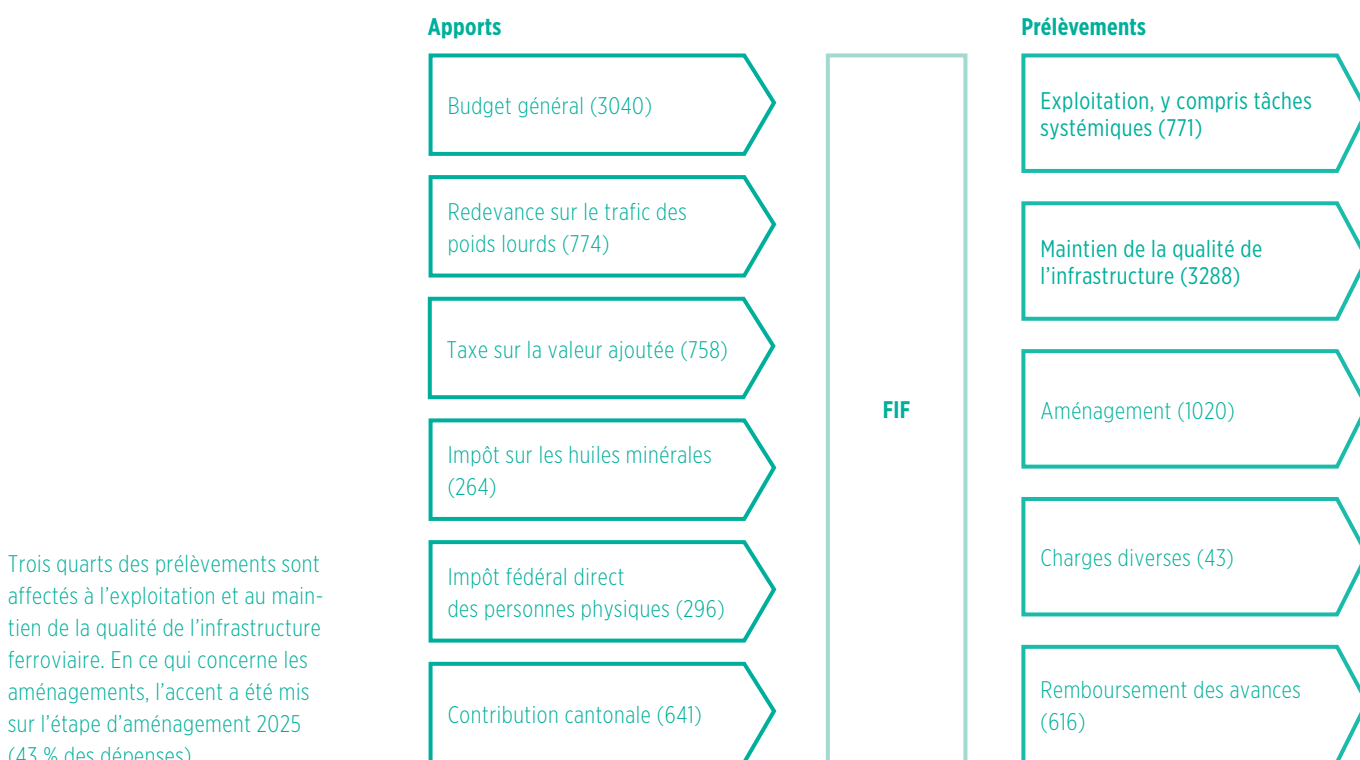 Apports
Budget général (3040)
Redevance sur le trafic des
poids lourds (774)
Taxe sur la valeur ajoutée (758)
Impôt sur les huiles minérales
(264)
Impôt fédéral direct
des personnes physiques (296)
Contribution cantonale (641)
FIF
Prélèvements
Exploitation, y compris tâches
systémiques (771)
Maintien de la qualité de
l’infrastructure (3288)
Aménagement (1020)
Charges diverses (43)
Remboursement des avances
(616)
Trois quarts des prélèvements sont
affectés à l’exploitation et au main-
tien de la qualité de l’infrastructure
ferroviaire. En ce qui concerne les
aménagements, l’accent a été mis
sur l’étape d’aménagement 2025
(43 % des dépenses)